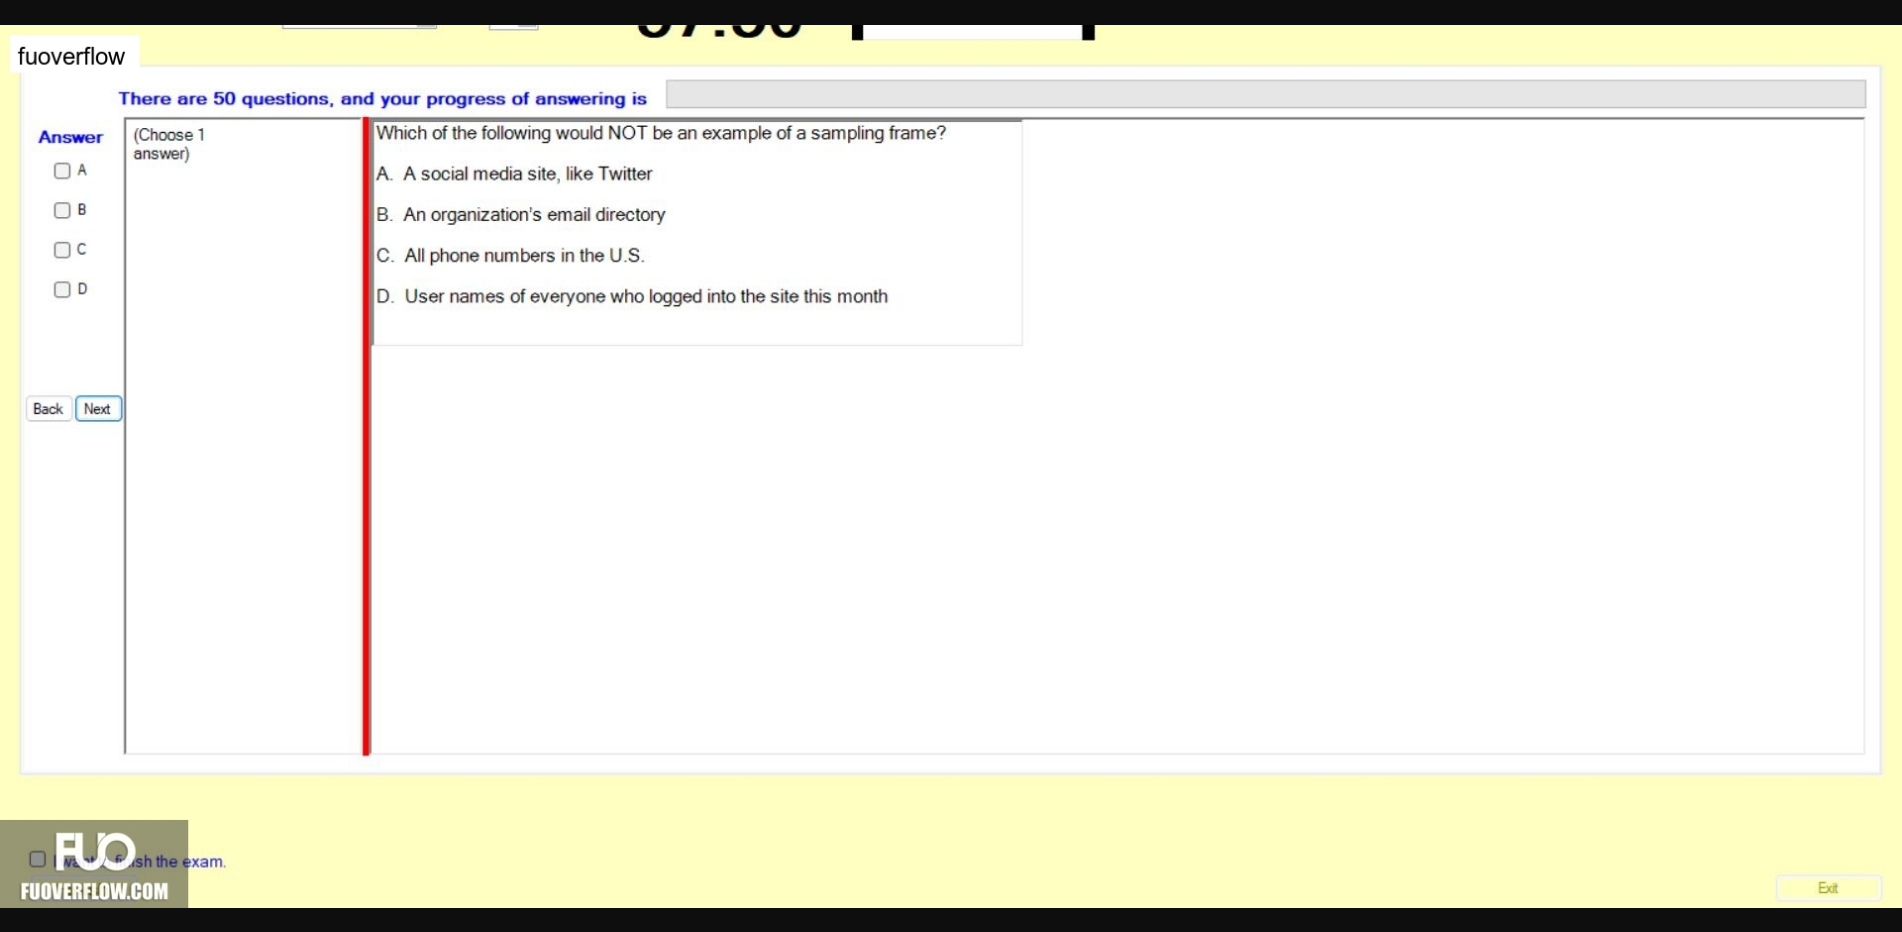 fuoverflow
There are 50 questions, and your progress of answering is
Answer
(Choose 1
answer)
A
B
C
D
Which of the following would NOT be an example of a sampling frame?
A. A social media site, like Twitter
B. An organization's email directory
C. All phone numbers in the U.S.
D. User names of everyone who logged into the site this month
Back
Next
FUO
I want finish the exam.
FUOVERFLOW.COM
Exit